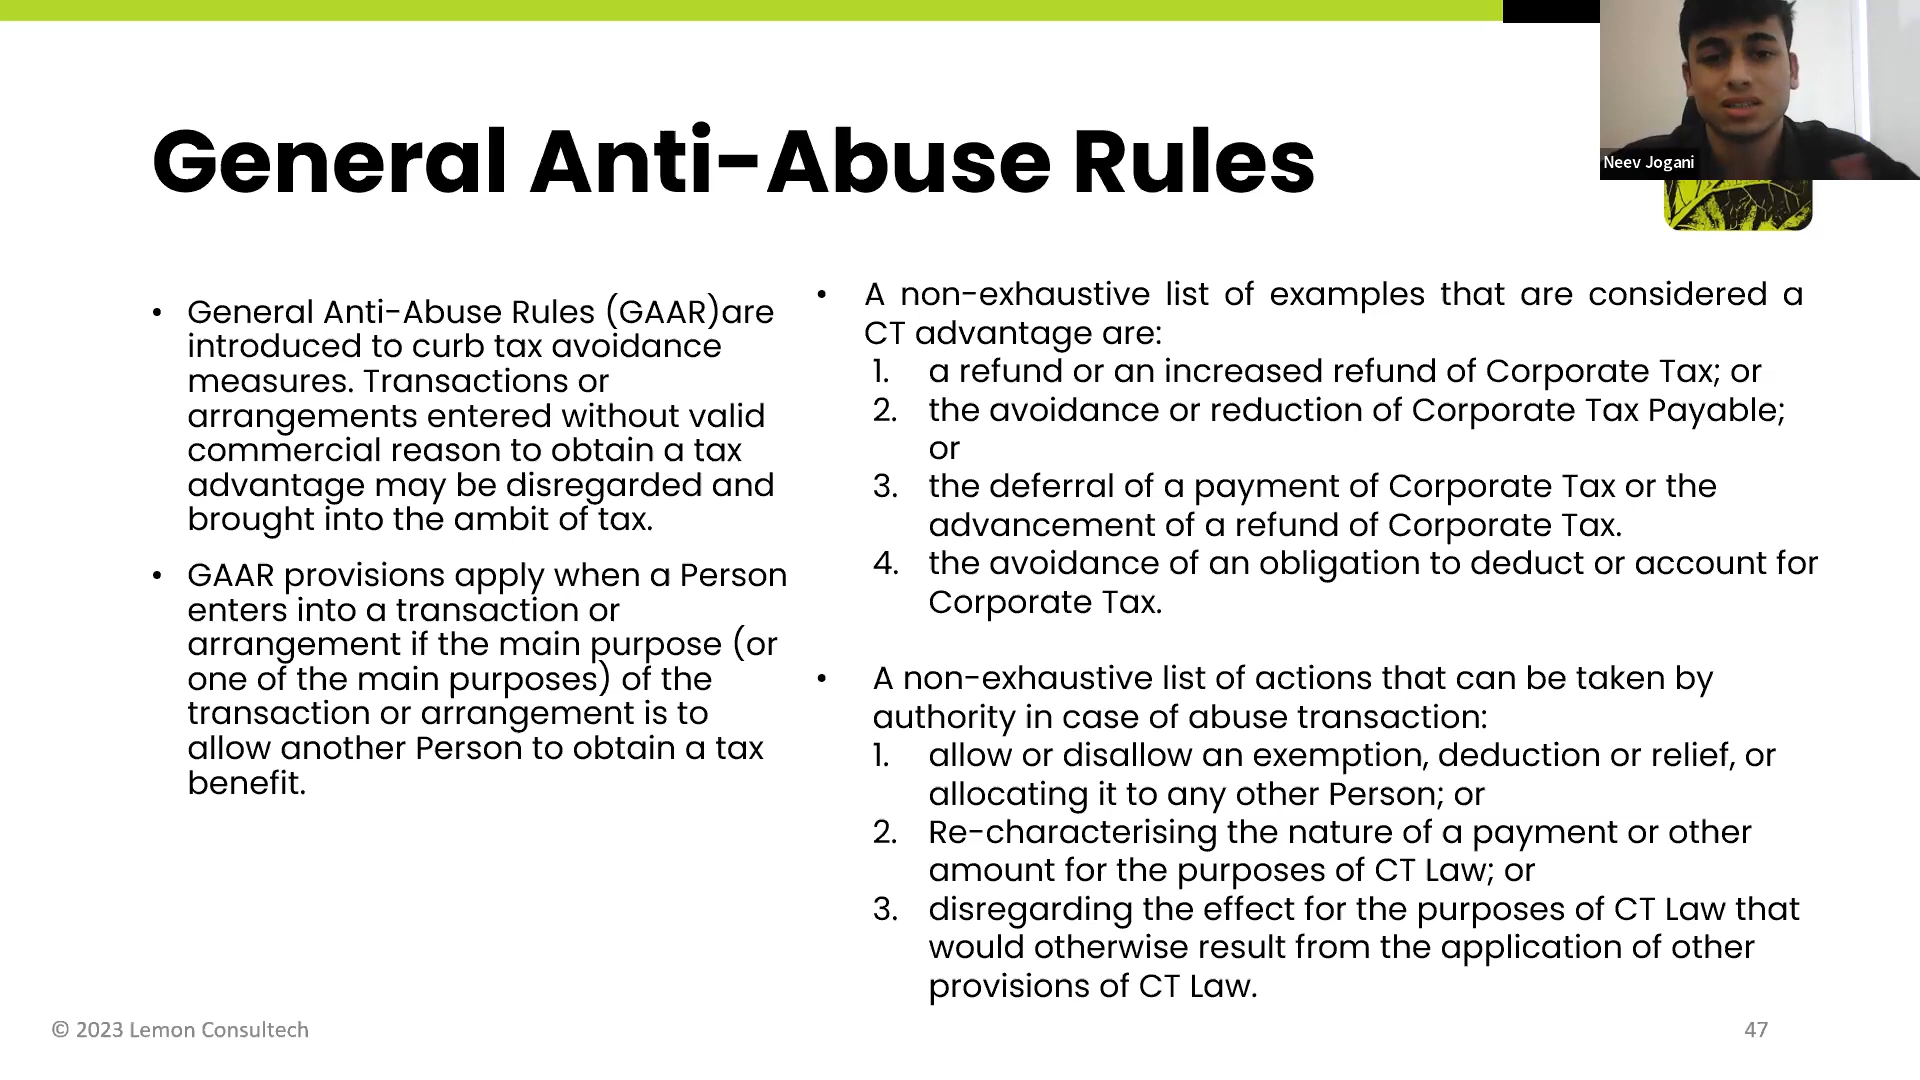 General Anti-Abuse Rules
Neev Jogani
• General Anti-Abuse Rules (GAAR)are
introduced to curb tax avoidance
measures. Transactions or
arrangements entered without valid
commercial reason to obtain a tax
advantage may be disregarded and
brought into the ambit of tax.
• GAAR provisions apply when a Person
enters into a transaction or
arrangement if the main purpose (or
one of the main purposes) of the
transaction or arrangement is to
allow another Person to obtain a tax
benefit.
• A non-exhaustive list of examples that are considered a
CT advantage are:
1. a refund or an increased refund of Corporate Tax; or
2. the avoidance or reduction of Corporate Tax Payable;
or
3. the deferral of a payment of Corporate Tax or the
advancement of a refund of Corporate Tax.
4. the avoidance of an obligation to deduct or account for
Corporate Tax.
• A non-exhaustive list of actions that can be taken by
authority in case of abuse transaction:
1. allow or disallow an exemption, deduction or relief, or
allocating it to any other Person; or
2. Re-characterising the nature of a payment or other
amount for the purposes of CT Law; or
3. disregarding the effect for the purposes of CT Law that
would otherwise result from the application of other
provisions of CT Law.
© 2023 Lemon Consultech
47